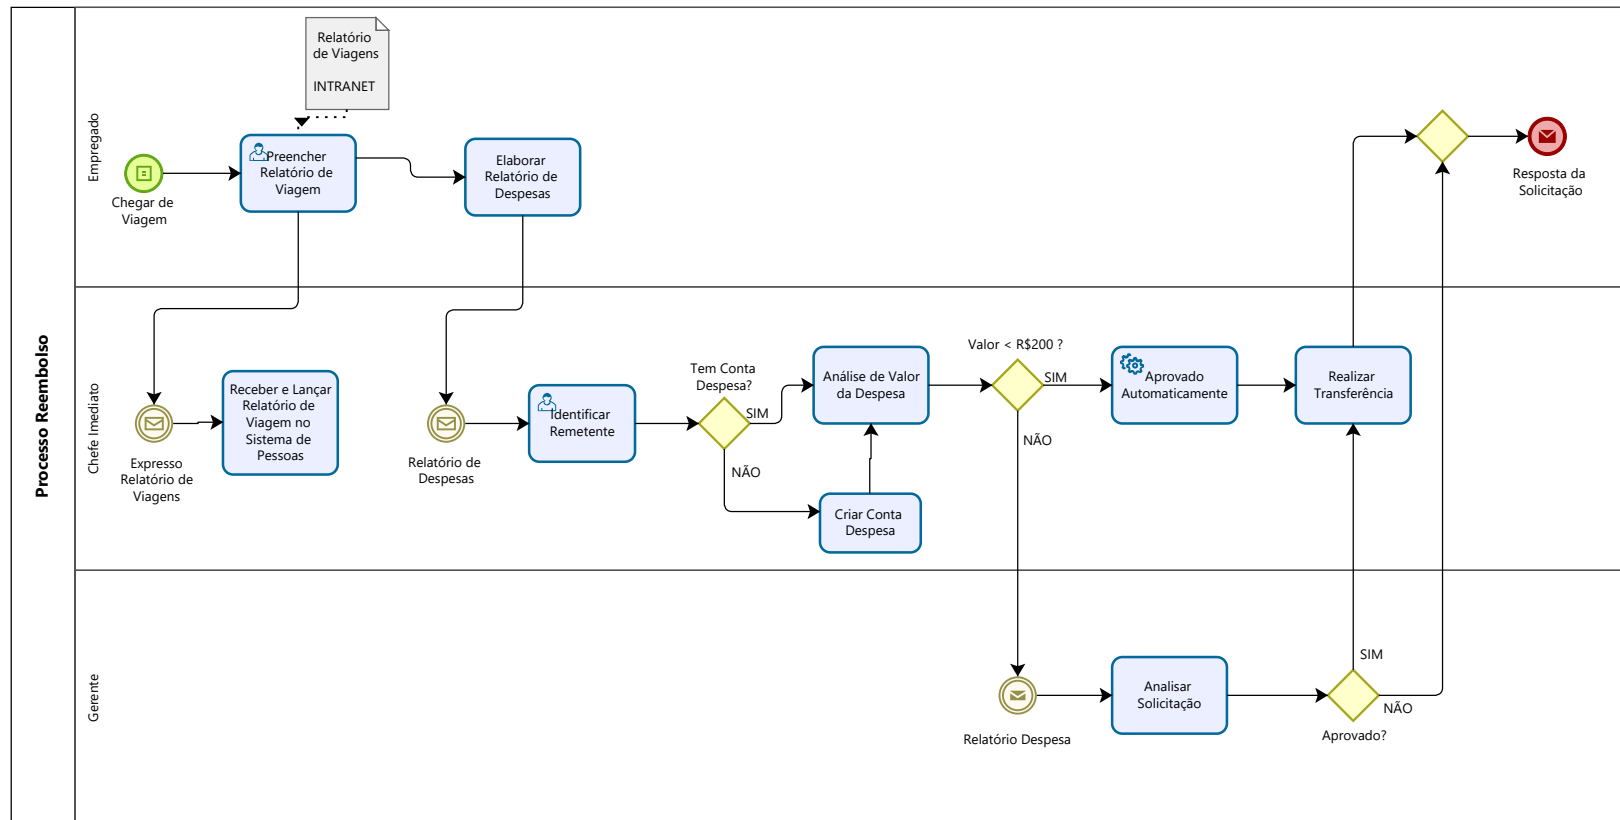 Processo Reembolso
Empregado
Relatório
de Viagens
INTRANET
Chegar de
Viagem
Preencher
Relatório de
Viagem
Elaborar
Relatório de
Despesas
Resposta da
Solicitação
Chefe Imediato
Expresso
Relatório de
Viagens
Receber e Lançar
Relatório de
Viagem no
Sistema de
Pessoas
Relatório de
Despesas
Identificar
Remetente
Tem Conta
Despesa?
SIM
NÃO
Criar Conta
Despesa
Análise de Valor
da Despesa
Valor < R$200 ?
SIM
NÃO
Aprovado
Automaticamente
Realizar
Transferência
Gerente
Relatório Despesa
Analisar
Solicitação
SIM
NÃO
Aprovado?